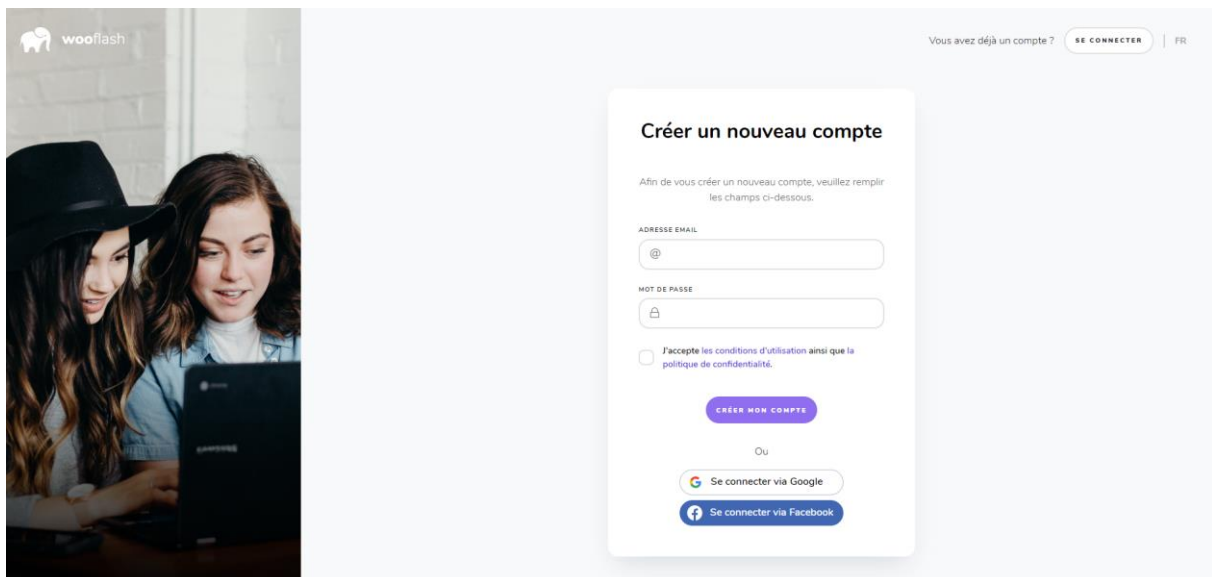 wooflash
Vous avez déjà un compte ? SE CONNECTER | FR
Créer un nouveau compte
Afin de vous créer un nouveau compte, veuillez remplir
les champs ci-dessous.
ADRESSE EMAIL
@
MOT DE PASSE
J'accepte les conditions d'utilisation ainsi que la
politique de confidentialité.
CRÉER MON COMPTE
Ou
G Se connecter via Google
f Se connecter via Facebook
SAMSUNG